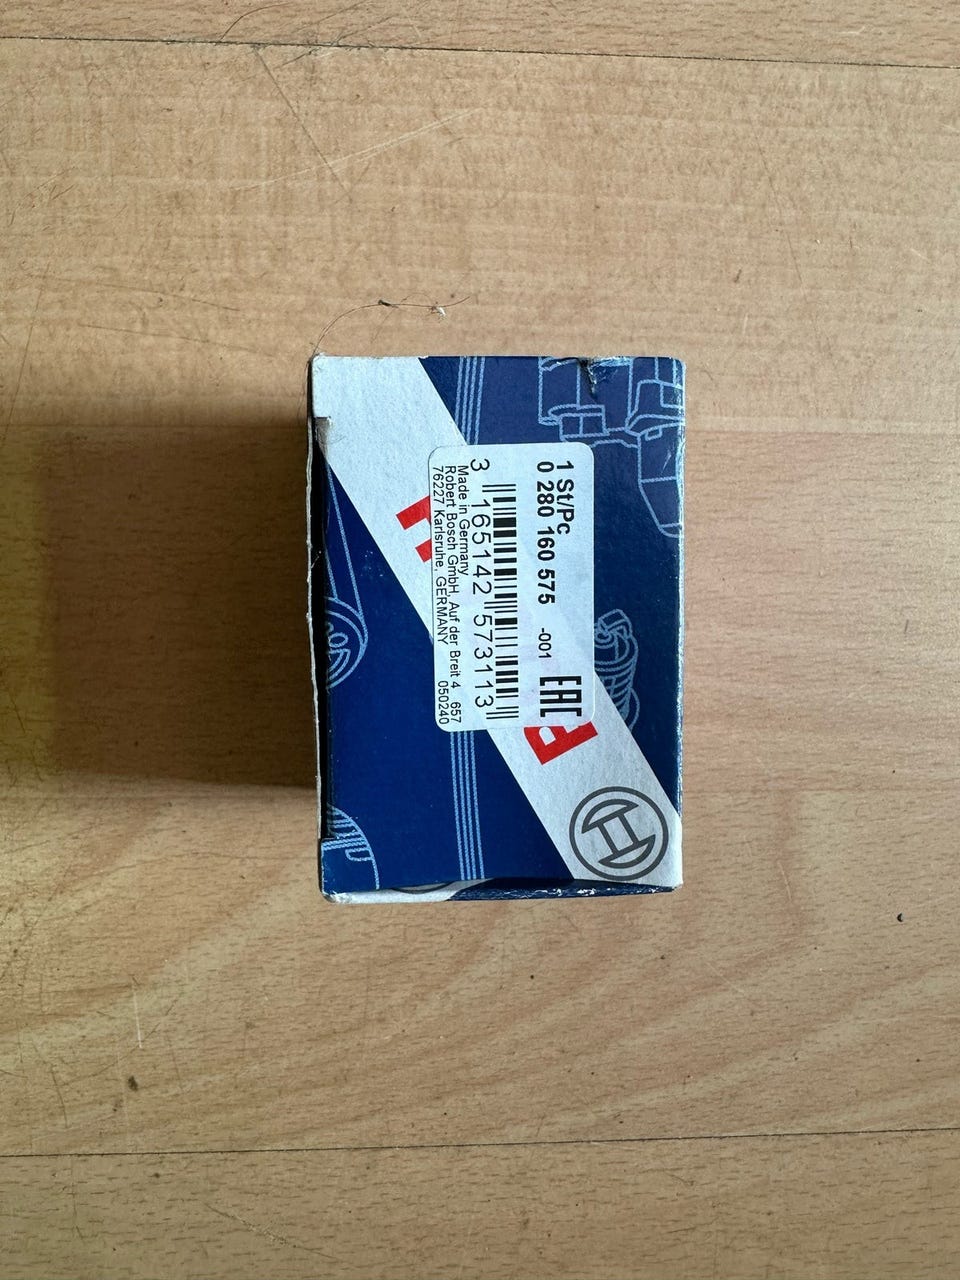 1 St/Pc
0 280 160 575 -001 EAC
3 165142 573113
Made in Germany
Robert Bosch GmbH, Auf der Breit 4 657
76227 Karlsruhe, GERMANY 050240